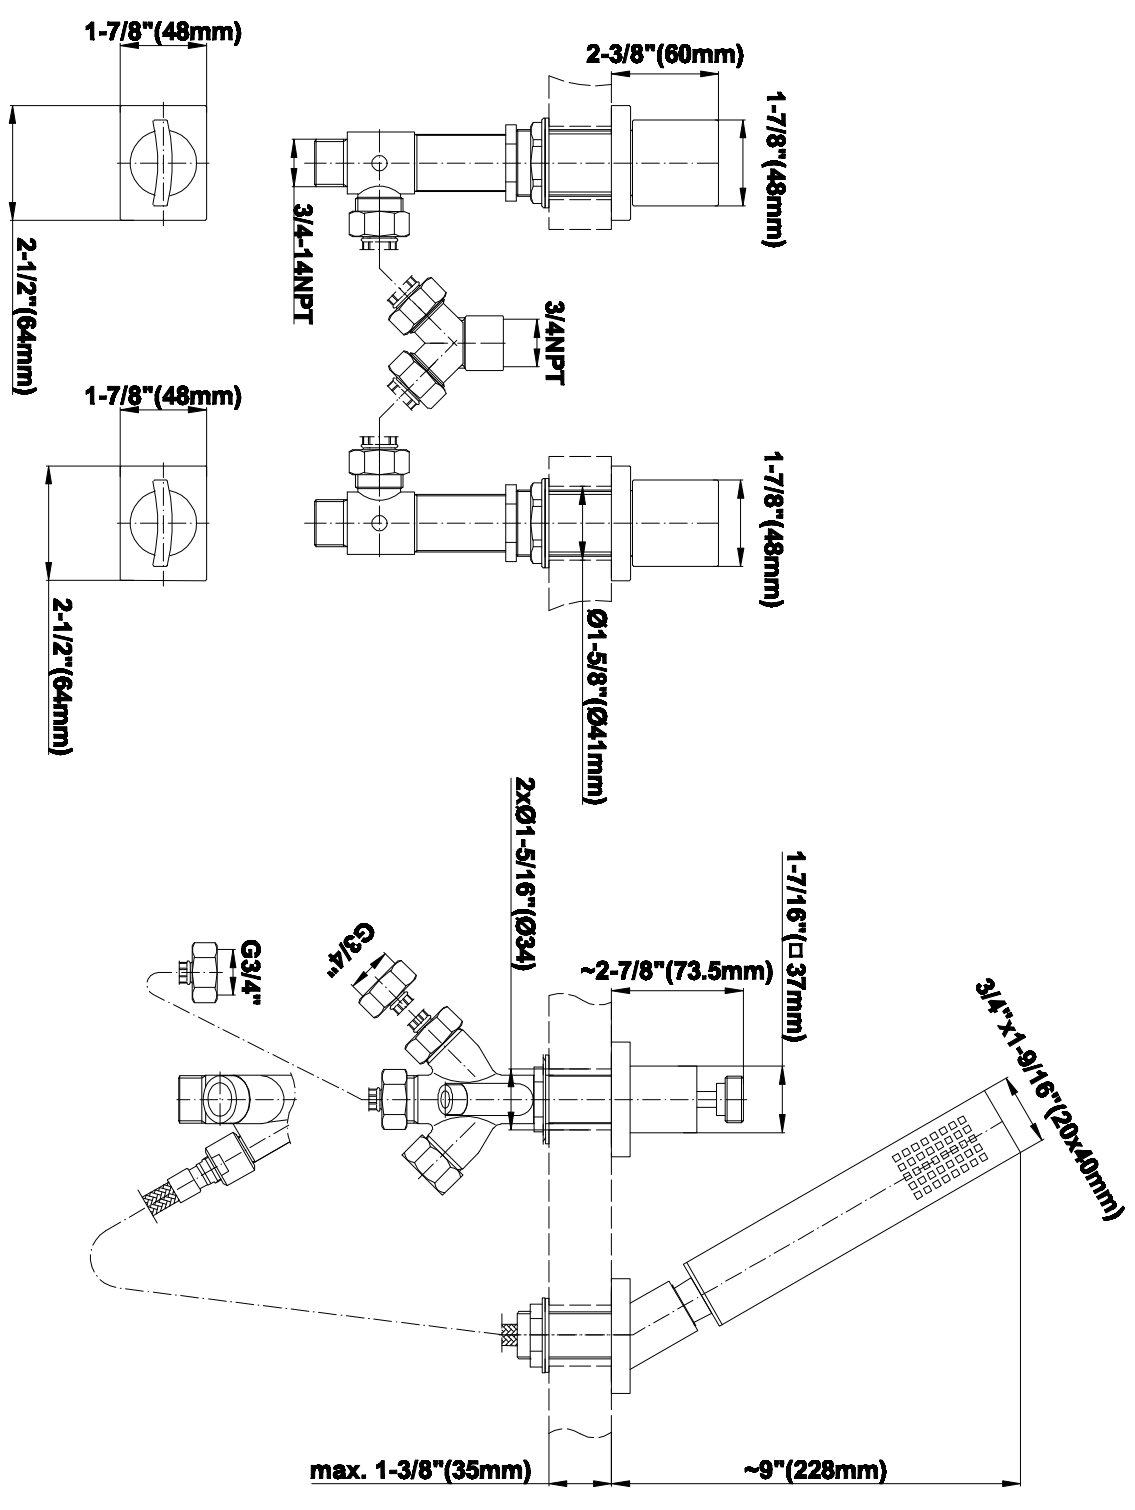 1-7/8"(48mm)
2-3/8"(60mm)
1-7/8"(48mm)
3/4-14NPT
2-1/2"(64mm)
3/4NPT
1-7/8"(48mm)
1-7/8"(48mm)
2-1/2"(64mm)
Ø1-5/8"(Ø41mm)
2xØ1-5/16"(Ø34)
1-7/16"(□37mm)
G3/4"
G3/4"
~2-7/8"(73.5mm)
3/4"x1-9/16"(20x40mm)
max. 1-3/8"(35mm)
~9"(228mm)